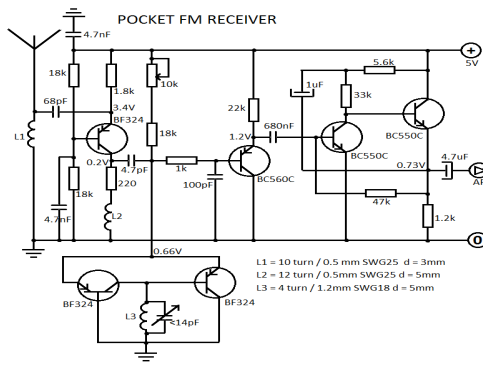 POCKET FM RECEIVER
4.7nF
+
5V
5.6k
18k
1.8k
10k
1uF
33k
68pF
3.4V
BF324
22k
680nF
BC550C
L1
18k
1.2V
BC550C
0.2V
4.7pF
0.73V
4.7uF
1k
18k
220
100pF
BC560C
AF
47k
4.7nF
L2
1.2k
0
0.66V
L1 = 10 turn / 0.5 mm SWG25 d = 3mm
L2 = 12 turn / 0.5mm SWG25 d = 5mm
L3 = 4 turn / 1.2mm SWG18 d = 5mm
BF324
BF324
L3
<14pF